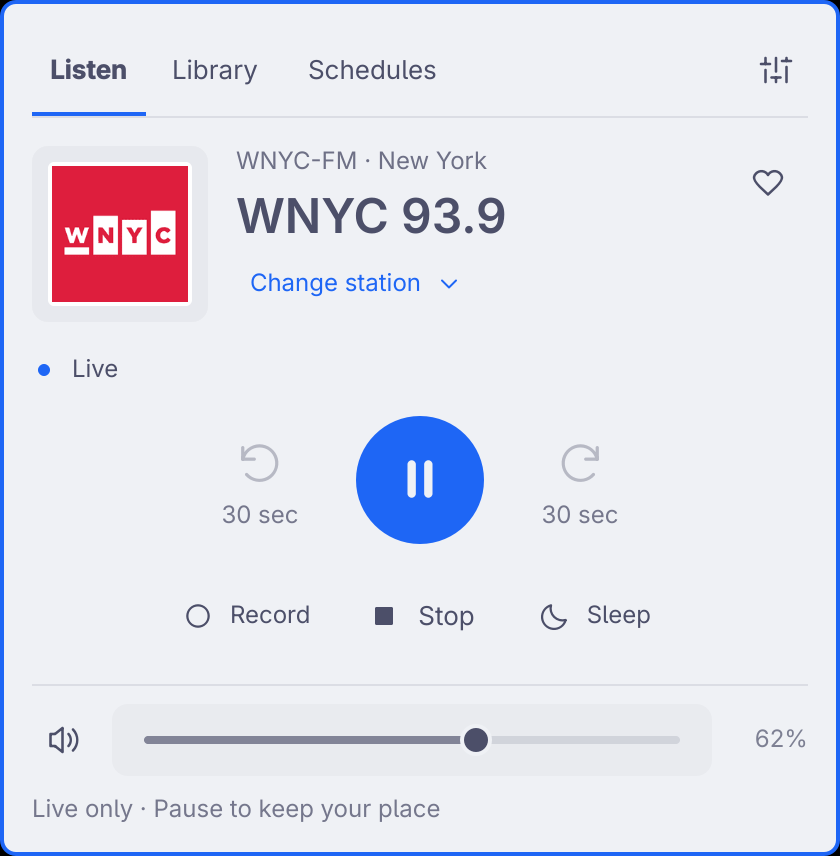 Listen Library Schedules
WNYC-FM · New York
WNYC 93.9
WNYC
Change station
Live
30 sec 30 sec
Record Stop Sleep
62%
Live only · Pause to keep your place